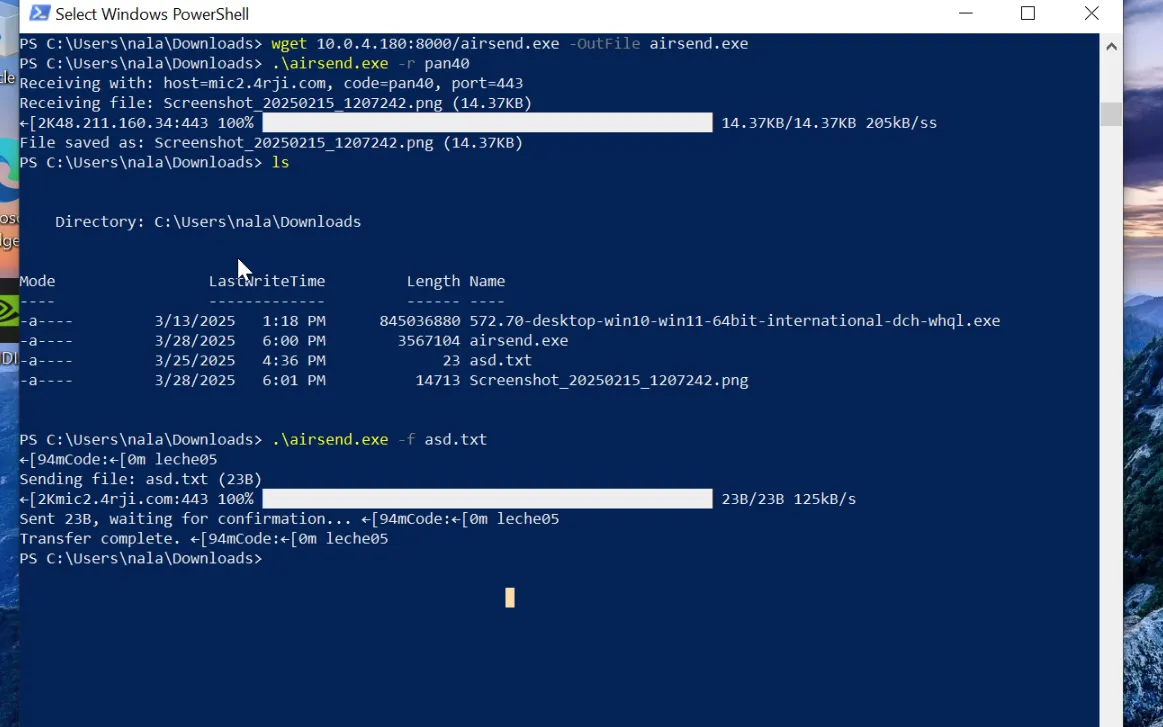 Select Windows PowerShell
PS C:\Users\nala\Downloads> wget 10.0.4.180:8000/airsend.exe -OutFile airsend.exe
PS C:\Users\nala\Downloads> .\airsend.exe -r pan40
Receiving with: host=mic2.4rji.com, code=pan40, port=443
Receiving file: Screenshot_20250215_1207242.png (14.37KB)
←[2K48.211.160.34:443 100% 14.37KB/14.37KB 205kB/ss
File saved as: Screenshot_20250215_1207242.png (14.37KB)
PS C:\Users\nala\Downloads> ls
Directory: C:\Users\nala\Downloads
Mode LastWriteTime Length Name
---- ------------- ------ ----
-a---- 3/13/2025 1:18 PM 845036880 572.70-desktop-win10-win11-64bit-international-dch-whql.exe
-a---- 3/28/2025 6:00 PM 3567104 airsend.exe
-a---- 3/25/2025 4:36 PM 23 asd.txt
-a---- 3/28/2025 6:01 PM 14713 Screenshot_20250215_1207242.png
PS C:\Users\nala\Downloads> .\airsend.exe -f asd.txt
←[94mCode:←[0m leche05
Sending file: asd.txt (23B)
←[2Kmic2.4rji.com:443 100% 23B/23B 125kB/s
Sent 23B, waiting for confirmation... ←[94mCode:←[0m leche05
Transfer complete. ←[94mCode:←[0m leche05
PS C:\Users\nala\Downloads>